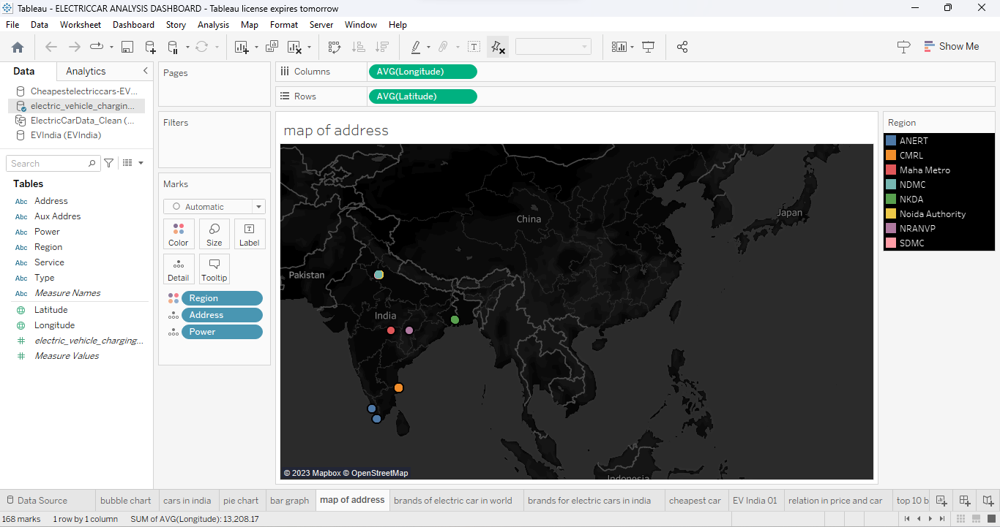 Tableau - ELECTRICCAR ANALYSIS DASHBOARD - Tableau license expires tomorrow
File Data Worksheet Dashboard Story Analysis Map Format Server Window Help
Show Me
Data Analytics
Cheapestelectriccars-EV...
electric_vehicle_chargin...
ElectricCarData_Clean (...
EVIndia (EVIndia)
Search
Tables
Abc Address
Abc Aux Addres
Abc Power
Abc Region
Abc Service
Abc Type
Abc Measure Names
Latitude
Longitude
# electric_vehicle_charging...
# Measure Values
Pages
Filters
Marks
Automatic
Color Size Label
Detail Tooltip
Region
Address
Power
Columns AVG(Longitude)
Rows AVG(Latitude)
map of address
China
Japan
Pakistan
India
Indonesia
© 2023 Mapbox © OpenStreetMap
Region
ANERT
CMRL
Maha Metro
NDMC
NKDA
Noida Authority
NRANVP
SDMC
Data Source bubble chart cars in india pie chart bar graph map of address brands of electric car in world brands for electric cars in india cheapest car EV India 01 relation in price and car top 10 b
168 marks 1 row by 1 column SUM of AVG(Longitude): 13,208.17